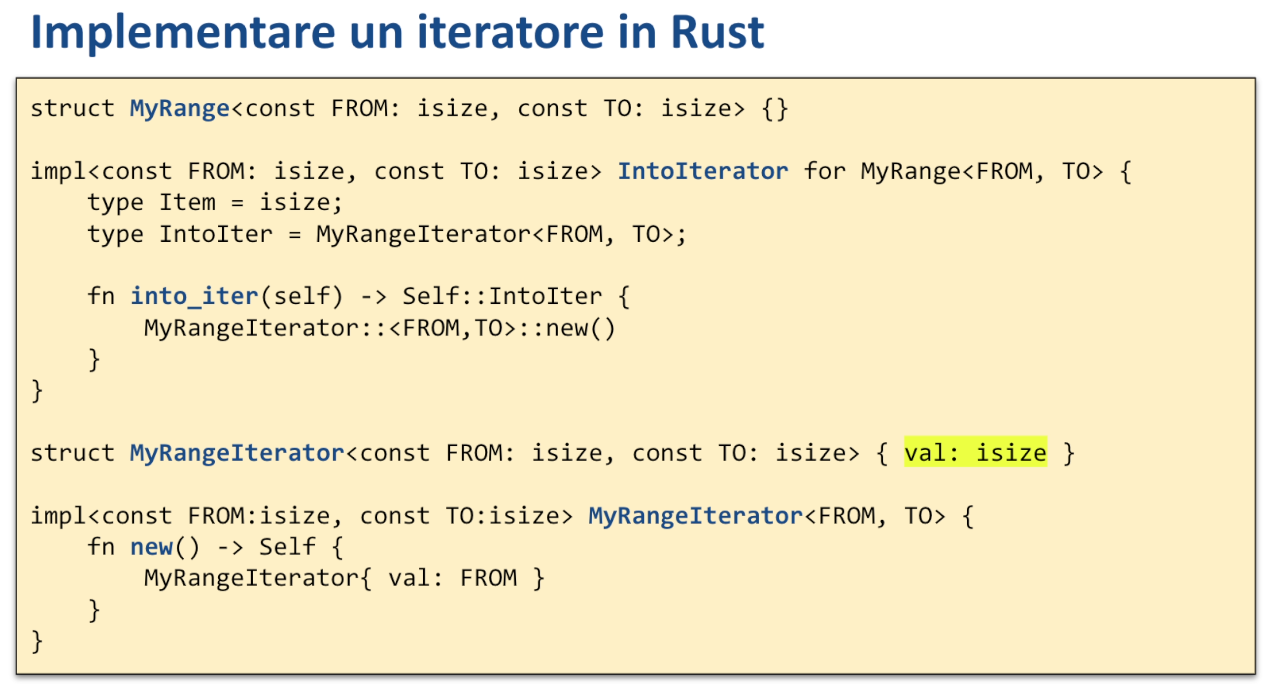 Implementare un iteratore in Rust
struct MyRange<const FROM: isize, const TO: isize> {}
impl<const FROM: isize, const TO: isize> IntoIterator for MyRange<FROM, TO> {
    type Item = isize;
    type IntoIter = MyRangeIterator<FROM, TO>;
    fn into_iter(self) -> Self::IntoIter {
        MyRangeIterator::<FROM,TO>::new()
    }
}
struct MyRangeIterator<const FROM: isize, const TO: isize> { val: isize }
impl<const FROM:isize, const TO:isize> MyRangeIterator<FROM, TO> {
    fn new() -> Self {
        MyRangeIterator{ val: FROM }
    }
}